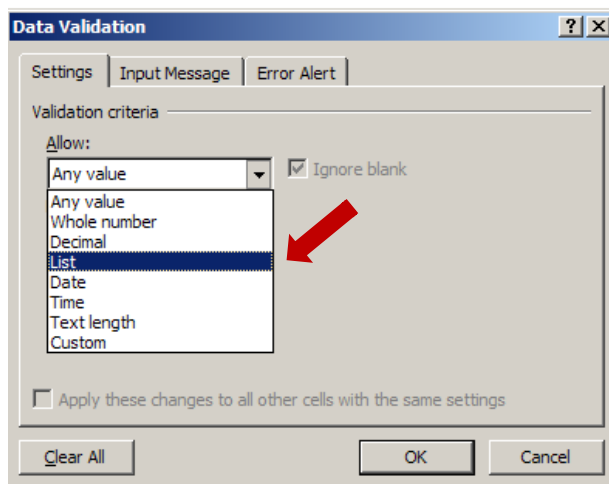 Data Validation
Settings Input Message Error Alert
Validation criteria
Allow:
Any value Ignore blank
Any value
Whole number
Decimal
List
Date
Time
Text length
Custom
Apply these changes to all other cells with the same settings
Clear All OK Cancel